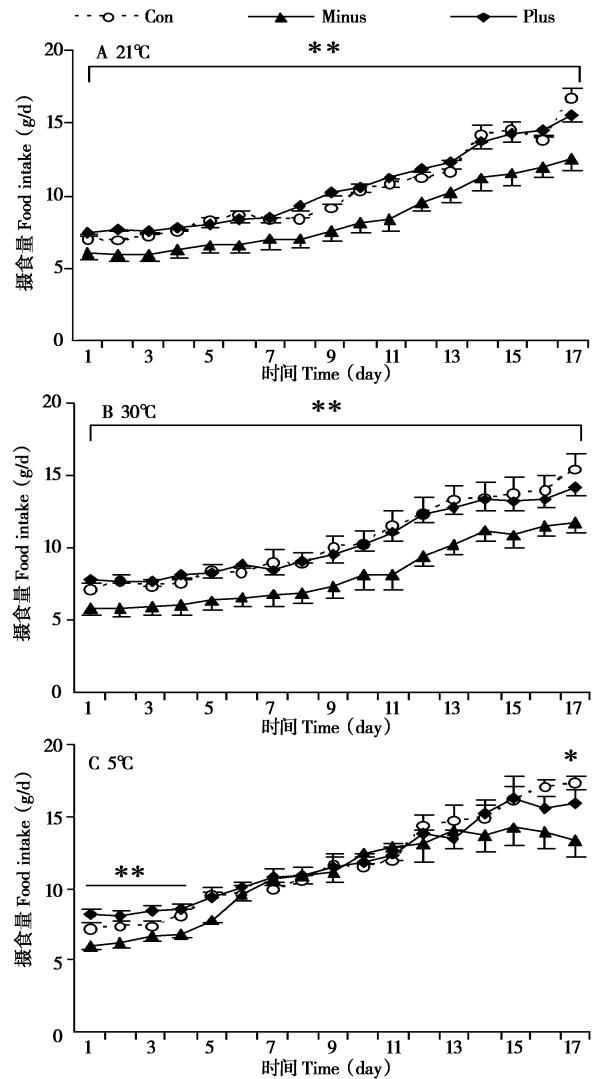 Con Minus Plus
A 21℃
**
20
15
10
5
0
摄食量 Food intake (g/d)
1 3 5 7 9 11 13 15 17
时间 Time (day)
B 30℃
**
20
15
10
5
0
摄食量 Food intake (g/d)
1 3 5 7 9 11 13 15 17
时间 Time (day)
C 5℃
*
**
20
15
10
5
0
摄食量 Food intake (g/d)
1 3 5 7 9 11 13 15 17
时间 Time (day)